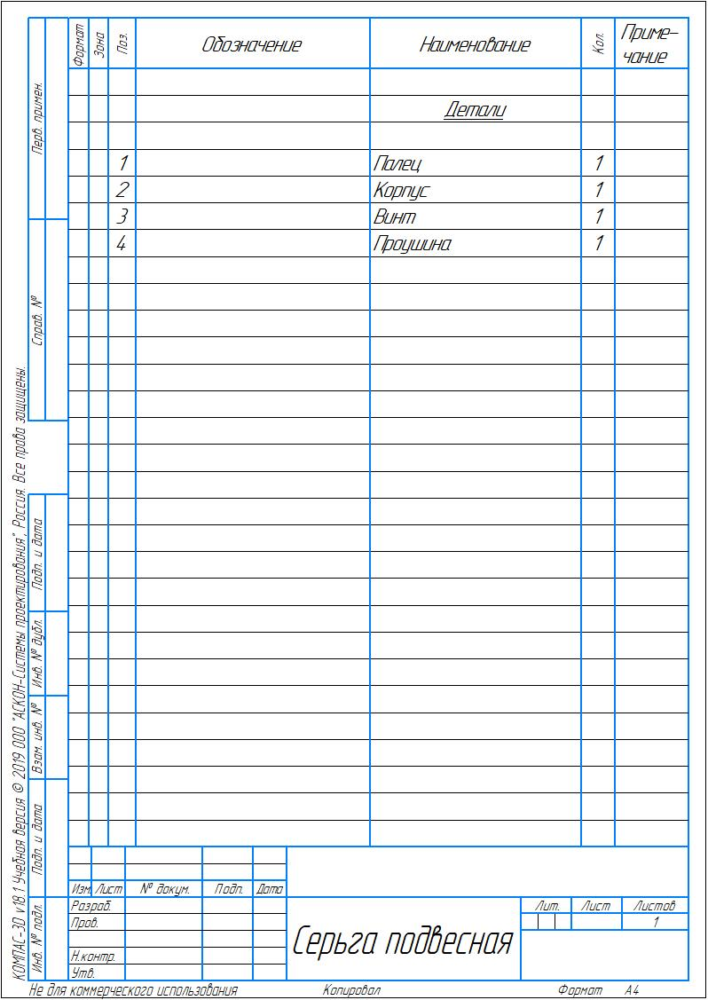 Формат
Зона
Поз.
Обозначение
Наименование
Кол.
Приме-
чание
Детали
1 Палец 1
2 Корпус 1
3 Винт 1
4 Проушина 1
Перв. примен.
Справ. №
Подп. и дата
Инв. № дубл.
Взам. инв. №
Подп. и дата
Инв. № подл.
КОМПАС-3D v18.1 Учебная версия © 2019 ООО "АСКОН-Системы проектирования", Россия. Все права защищены.
Изм. Лист № докум. Подп. Дата
Разраб.
Пров.
Н.контр.
Утв.
Серьга подвесная
Лит. Лист Листов
1
Не для коммерческого использования Копировал Формат A4